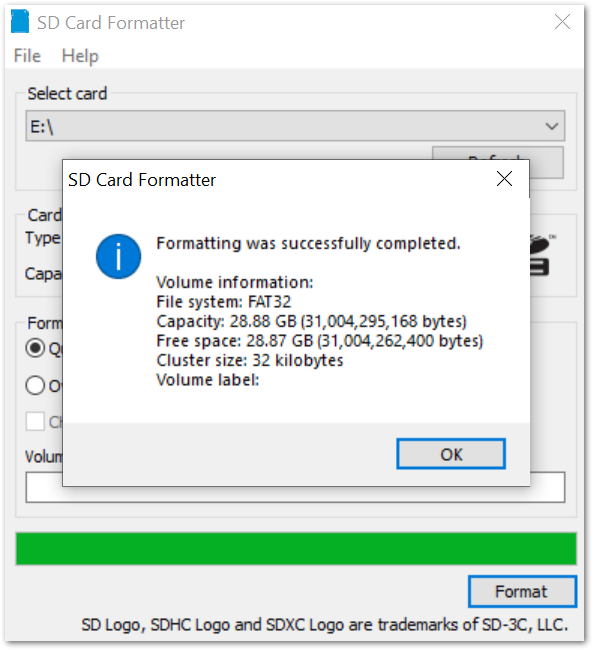 SD Card Formatter
File Help
Select card
E:\
SD Card Formatter
Card
Type
Capa
Formatting was successfully completed.
Volume information:
File system: FAT32
Capacity: 28.88 GB (31,004,295,168 bytes)
Free space: 28.87 GB (31,004,262,400 bytes)
Cluster size: 32 kilobytes
Volume label:
Form
Volum
OK
Format
SD Logo, SDHC Logo and SDXC Logo are trademarks of SD-3C, LLC.